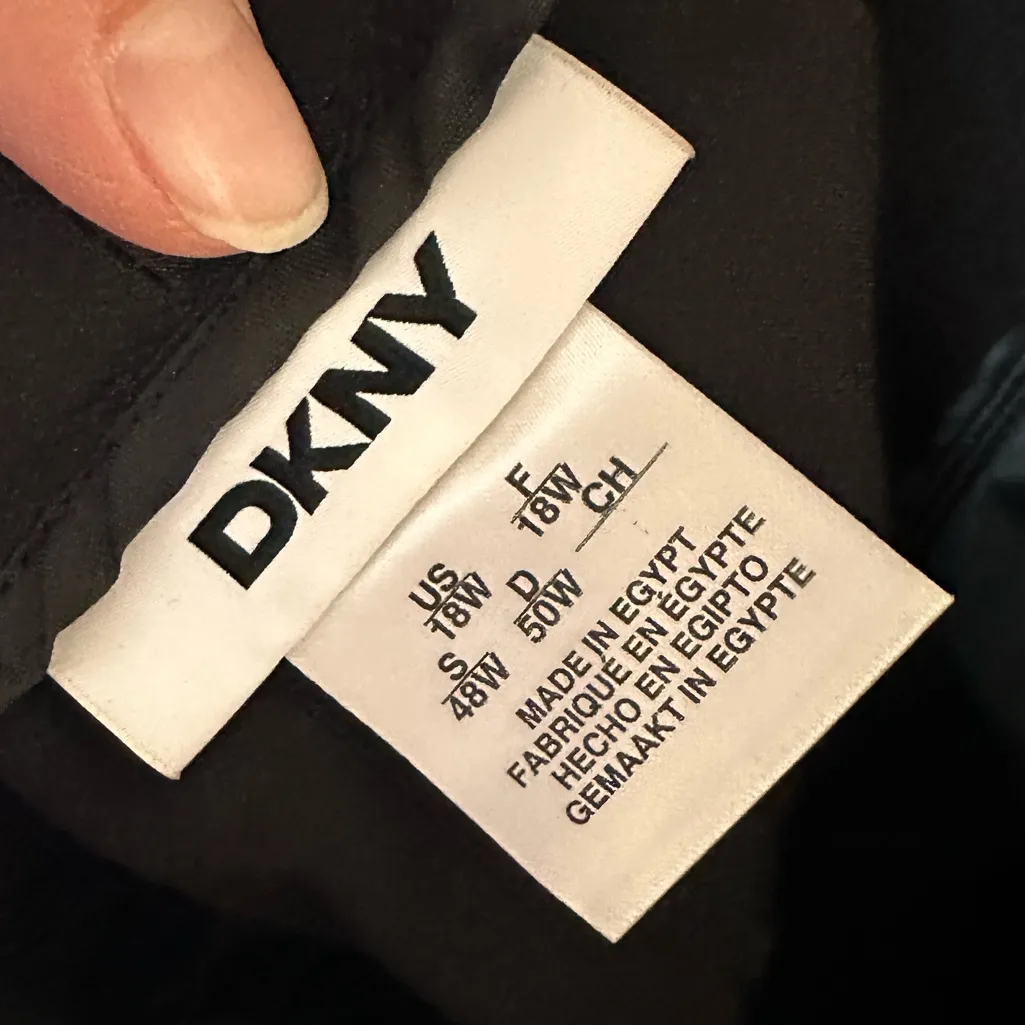 DKNY
US F CH
18W 18W
S D
48W 50W
MADE IN EGYPT
FABRIQUÉ EN ÉGYPTE
HECHO EN EGIPTO
GEMAAKT IN EGYPTE